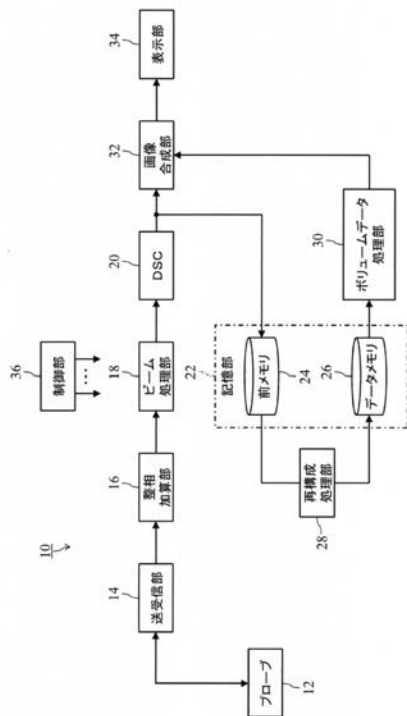 10
プローブ
12
送受信部
14
整相
加算部
16
ビーム
処理部
18
制御部
36
・・・
DSC
20
画像
合成部
32
表示部
34
22
記憶部
前メモリ
24
データメモリ
26
再構成
処理部
28
ボリュームデータ
処理部
30